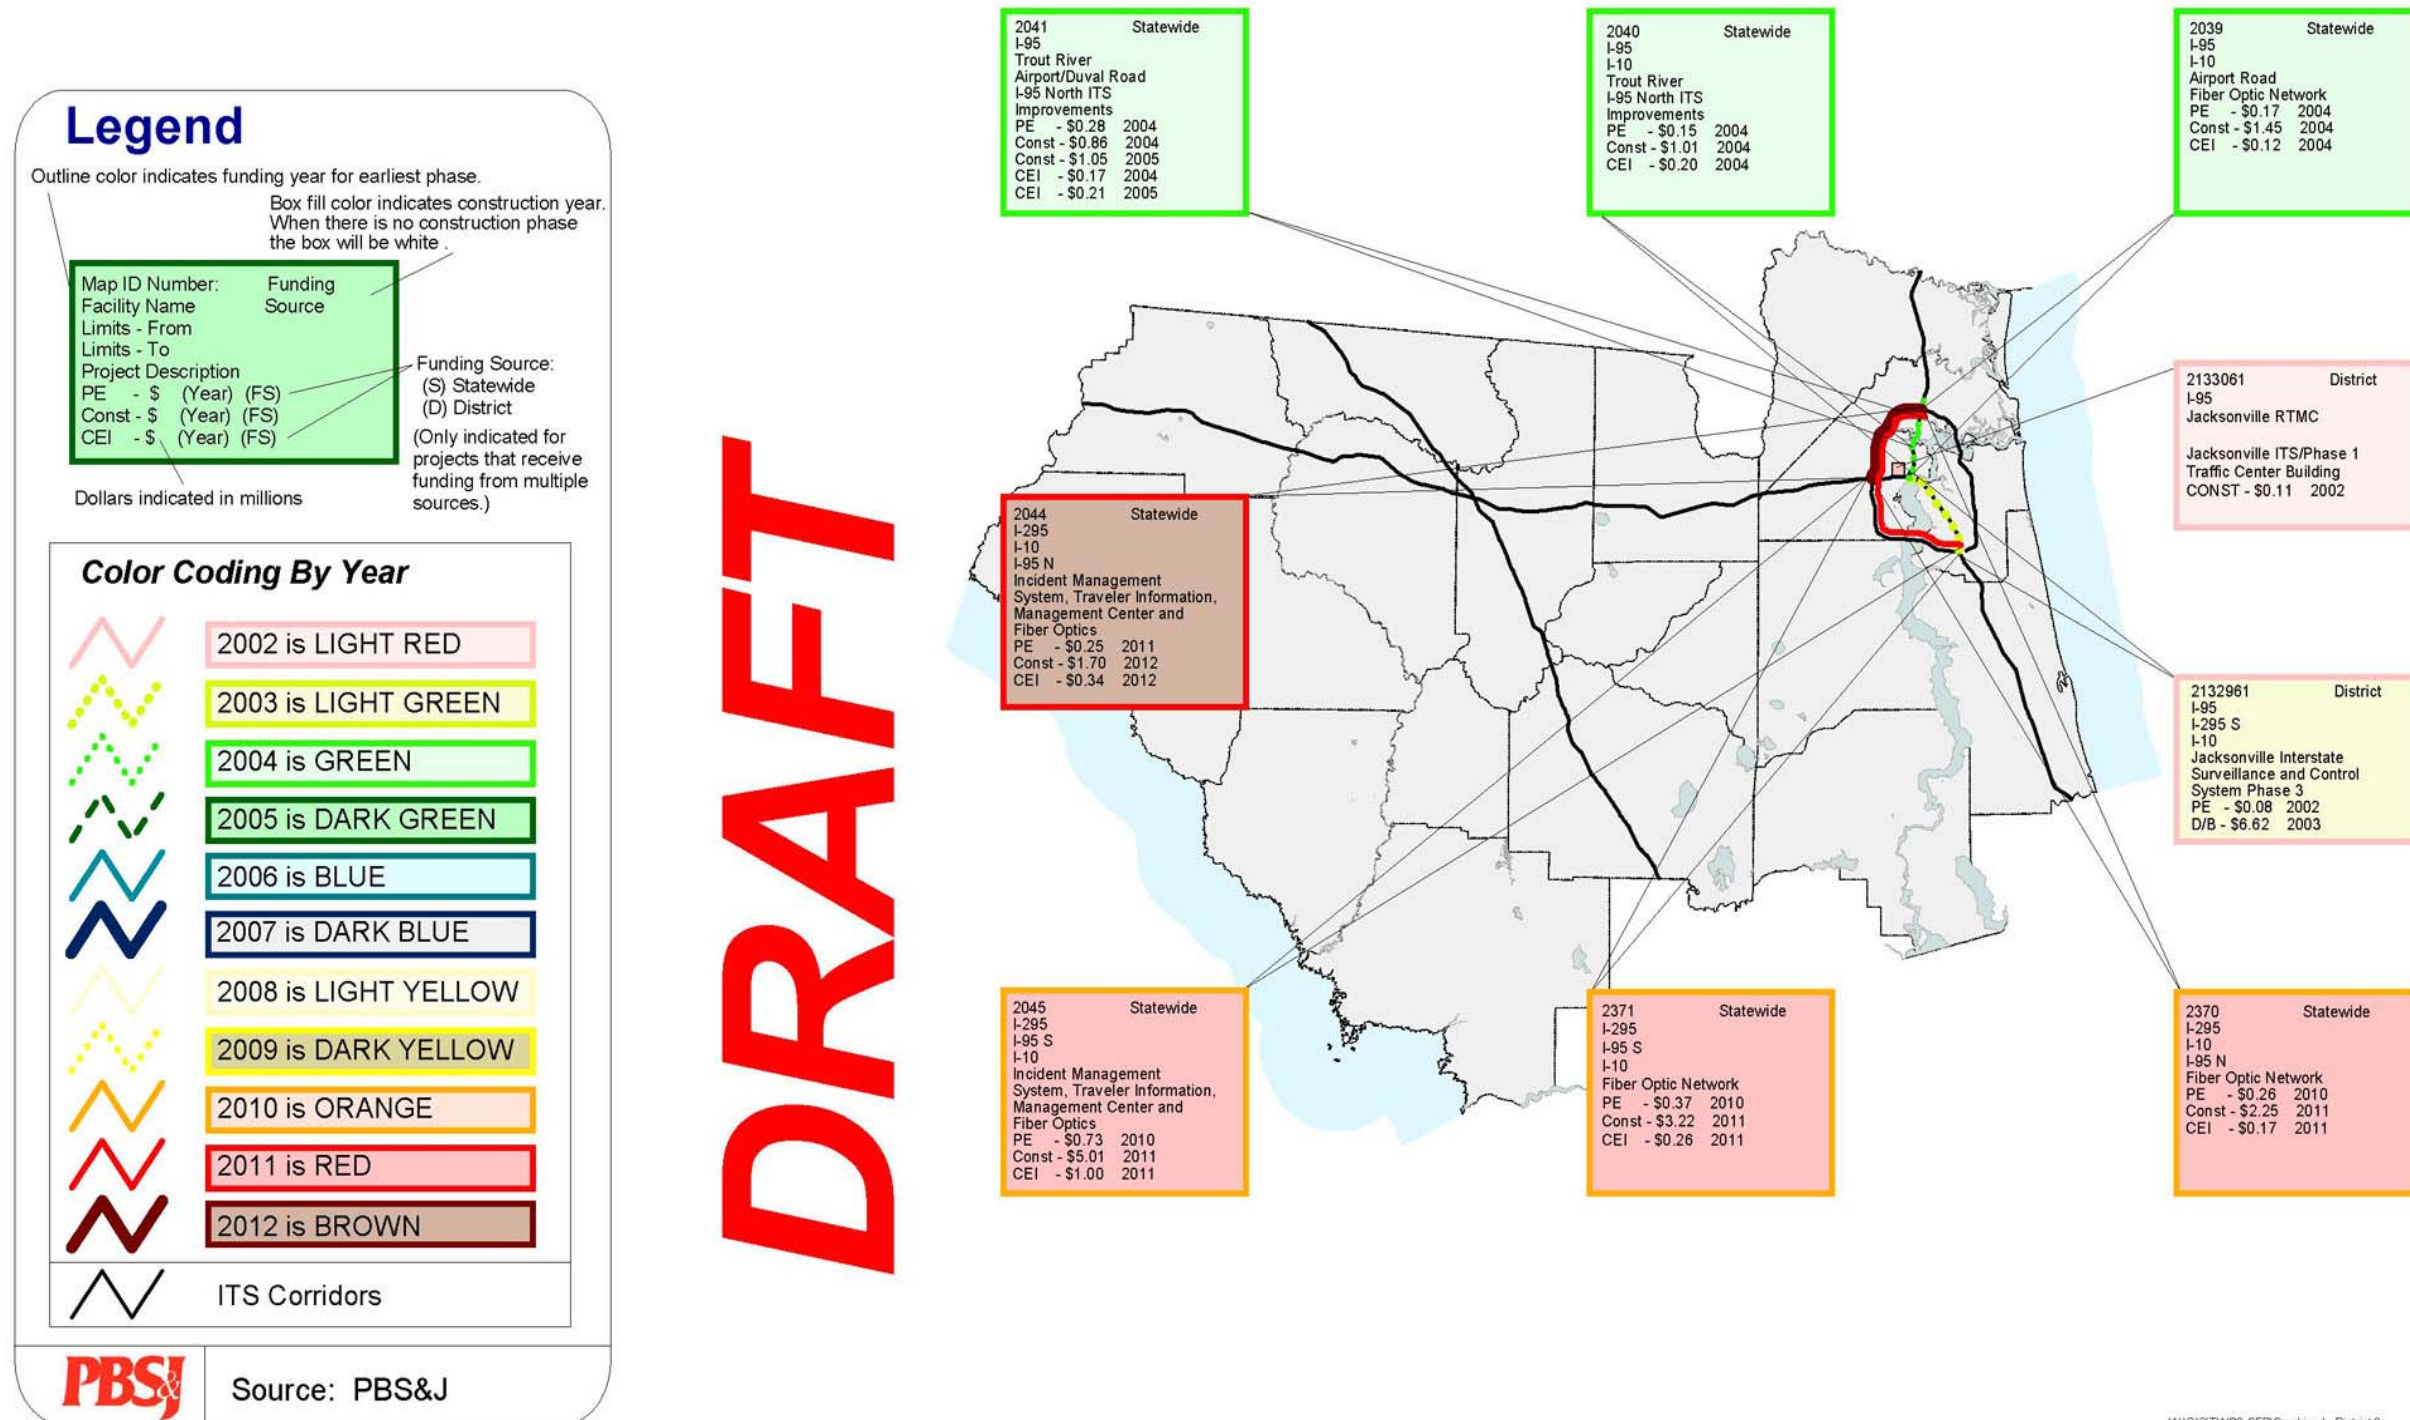 Legend
Outline color indicates funding year for earliest phase.
Box fill color indicates construction year.
When there is no construction phase
the box will be white .
Map ID Number: Funding
Facility Name Source
Limits - From
Limits - To
Project Description
PE - $ (Year) (FS)
Const - $ (Year) (FS)
CEI - $ (Year) (FS)
Funding Source:
(S) Statewide
(D) District
(Only indicated for
projects that receive
funding from multiple
sources.)
Dollars indicated in millions
Color Coding By Year
2002 is LIGHT RED
2003 is LIGHT GREEN
2004 is GREEN
2005 is DARK GREEN
2006 is BLUE
2007 is DARK BLUE
2008 is LIGHT YELLOW
2009 is DARK YELLOW
2010 is ORANGE
2011 is RED
2012 is BROWN
ITS Corridors
PBS&J
Source: PBS&J
DRAFT
2041 Statewide
I-95
Trout River
Airport/Duval Road
I-95 North ITS
Improvements
PE - $0.28 2004
Const - $0.86 2004
Const - $1.05 2005
CEI - $0.17 2004
CEI - $0.21 2005
2040 Statewide
I-95
I-10
Trout River
I-95 North ITS
Improvements
PE - $0.15 2004
Const - $1.01 2004
CEI - $0.20 2004
2039 Statewide
I-95
I-10
Airport Road
Fiber Optic Network
PE - $0.17 2004
Const - $1.45 2004
CEI - $0.12 2004
2133061 District
I-95
Jacksonville RTMC
Jacksonville ITS/Phase 1
Traffic Center Building
CONST - $0.11 2002
2044 Statewide
I-295
I-10
I-95 N
Incident Management
System, Traveler Information,
Management Center and
Fiber Optics
PE - $0.25 2011
Const - $1.70 2012
CEI - $0.34 2012
2132961 District
I-95
I-295 S
I-10
Jacksonville Interstate
Surveillance and Control
System Phase 3
PE - $0.08 2002
D/B - $6.62 2003
2045 Statewide
I-295
I-95 S
I-10
Incident Management
System, Traveler Information,
Management Center and
Fiber Optics
PE - $0.73 2010
Const - $5.01 2011
CEI - $1.00 2011
2371 Statewide
I-295
I-95 S
I-10
Fiber Optic Network
PE - $0.37 2010
Const - $3.22 2011
CEI - $0.26 2011
2370 Statewide
I-295
I-10
I-95 N
Fiber Optic Network
PE - $0.26 2010
Const - $2.25 2011
CEI - $0.17 2011